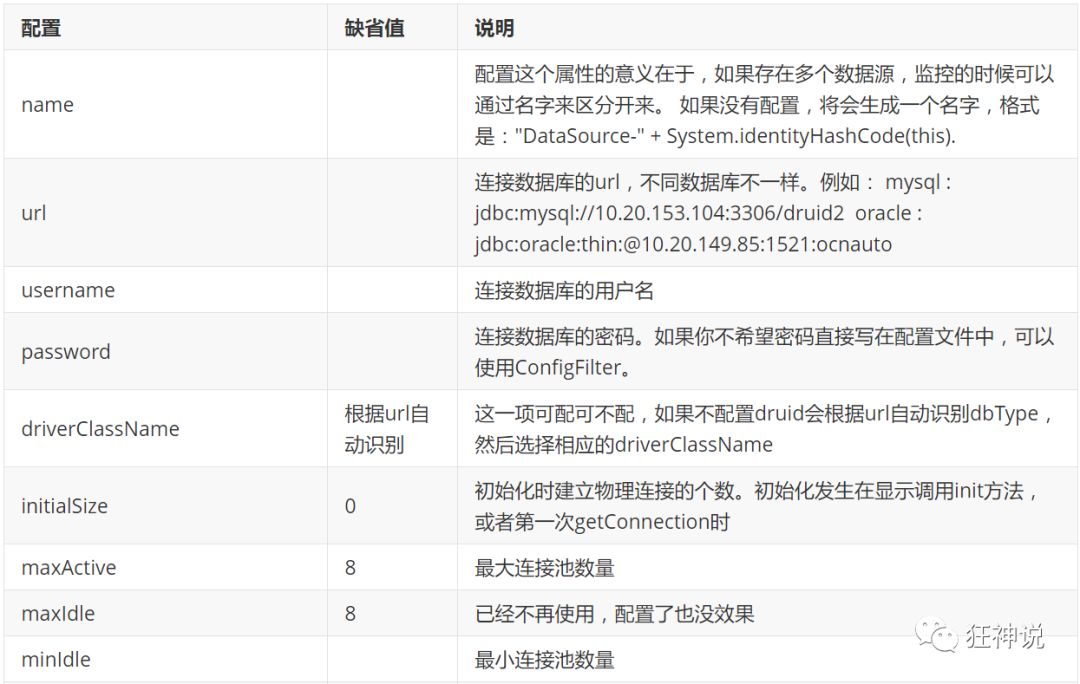 配置 缺省值 说明
配置这个属性的意义在于，如果存在多个数据源，监控的时候可以
name
通过名字来区分开来。 如果没有配置，将会生成一个名字，格式
是："DataSource-" + System.identityHashCode(this).
连接数据库的url，不同数据库不一样。例如： mysql :
url
jdbc:mysql://10.20.153.104:3306/druid2 oracle :
jdbc:oracle:thin:@10.20.149.85:1521:ocnauto
username 连接数据库的用户名
连接数据库的密码。如果你不希望密码直接写在配置文件中，可以
password
使用ConfigFilter。
driverClassName
根据url自
动识别
这一项可配可不配，如果不配置druid会根据url自动识别dbType，
然后选择相应的driverClassName
initialSize 0
初始化时建立物理连接的个数。初始化发生在显示调用init方法，
或者第一次getConnection时
maxActive 8 最大连接池数量
maxIdle 8 已经不再使用，配置了也没效果
minIdle 最小连接池数量
狂神说